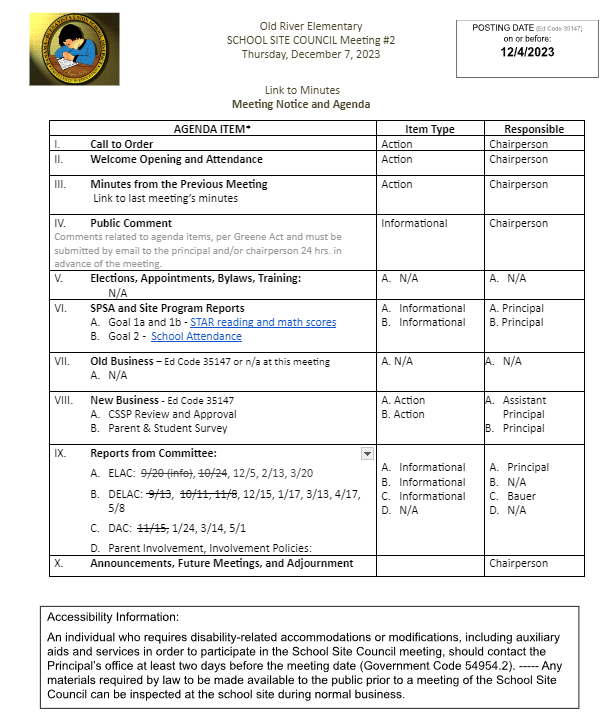 Old River Elementary
SCHOOL SITE COUNCIL Meeting #2
Thursday, December 7, 2023
POSTING DATE (Ed Code 35147)
on or before:
12/4/2023
Link to Minutes
Meeting Notice and Agenda
AGENDA ITEM* Item Type Responsible
I. Call to Order Action Chairperson
II. Welcome Opening and Attendance Action Chairperson
III. Minutes from the Previous Meeting Action Chairperson
Link to last meeting's minutes
IV. Public Comment Informational Chairperson
Comments related to agenda items, per Greene Act and must be
submitted by email to the principal and/or chairperson 24 hrs. in
advance of the meeting.
V. Elections, Appointments, Bylaws, Training: A. N/A A. N/A
N/A
VI. SPSA and Site Program Reports A. Informational A. Principal
A. Goal 1a and 1b - STAR reading and math scores B. Informational B. Principal
B. Goal 2 - School Attendance
VII. Old Business – Ed Code 35147 or n/a at this meeting A. N/A A. N/A
A. N/A
VIII. New Business - Ed Code 35147 A. Action A. Assistant
A. CSSP Review and Approval B. Action Principal
B. Parent & Student Survey B. Principal
IX. Reports from Committee:
A. ELAC: 9/20 (info), 10/24, 12/5, 2/13, 3/20 A. Informational A. Principal
B. DELAC: 9/13, 10/11, 11/8, 12/15, 1/17, 3/13, 4/17, B. Informational B. N/A
5/8 C. Informational C. Bauer
C. DAC: 11/15, 1/24, 3/14, 5/1 D. N/A D. N/A
D. Parent Involvement, Involvement Policies:
X. Announcements, Future Meetings, and Adjournment Chairperson
Accessibility Information:
An individual who requires disability-related accommodations or modifications, including auxiliary
aids and services in order to participate in the School Site Council meeting, should contact the
Principal's office at least two days before the meeting date (Government Code 54954.2). ----- Any
materials required by law to be made available to the public prior to a meeting of the School Site
Council can be inspected at the school site during normal business.